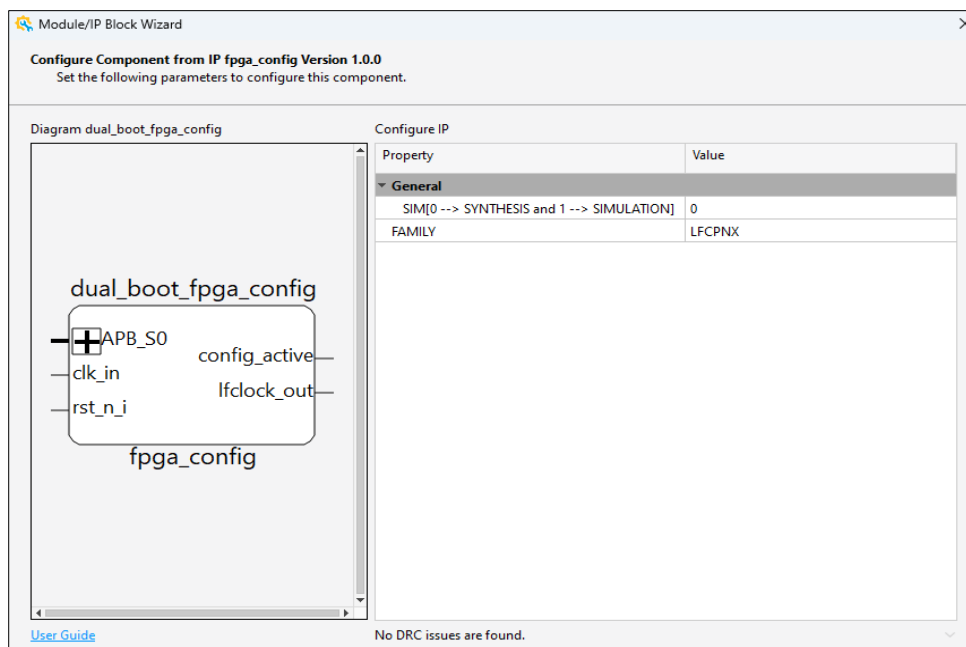 Module/IP Block Wizard
Configure Component from IP fpga_config Version 1.0.0
Set the following parameters to configure this component.
Diagram dual_boot_fpga_config
Configure IP
Property Value
General
SIM[0 --> SYNTHESIS and 1 --> SIMULATION] 0
FAMILY LFCPNX
dual_boot_fpga_config
APB_S0
config_active
clk_in
lfclock_out
rst_n_i
fpga_config
User Guide
No DRC issues are found.